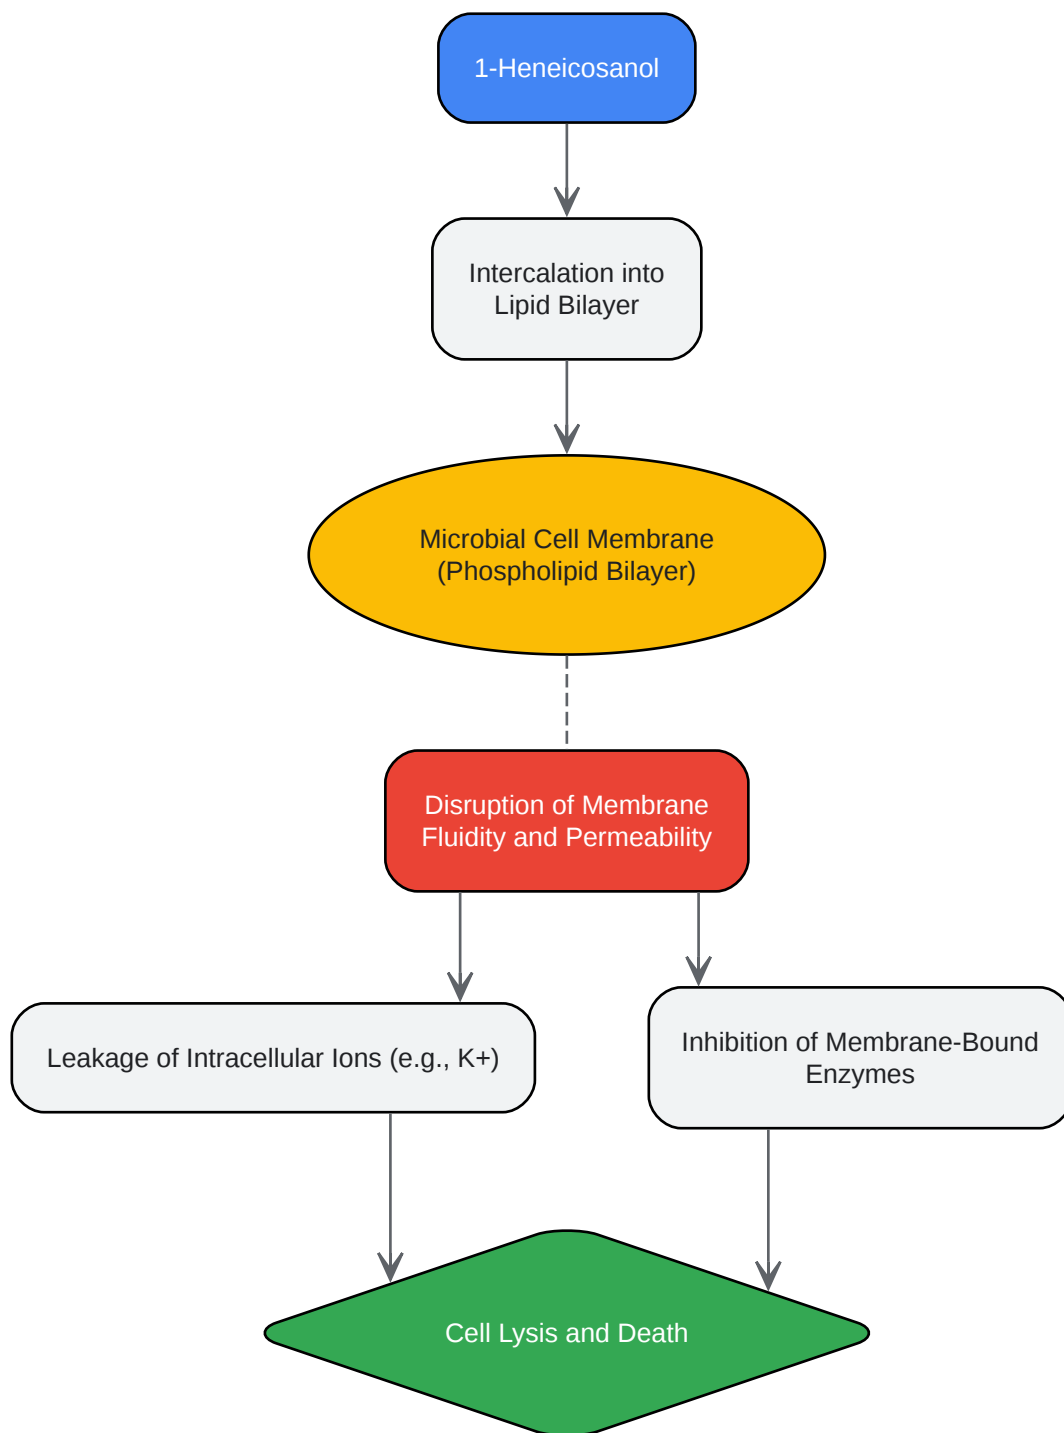 1-Heneicosanol
Intercalation into
Lipid Bilayer
Microbial Cell Membrane
(Phospholipid Bilayer)
Disruption of Membrane
Fluidity and Permeability
Leakage of Intracellular Ions (e.g., K+)
Inhibition of Membrane-Bound
Enzymes
Cell Lysis and Death